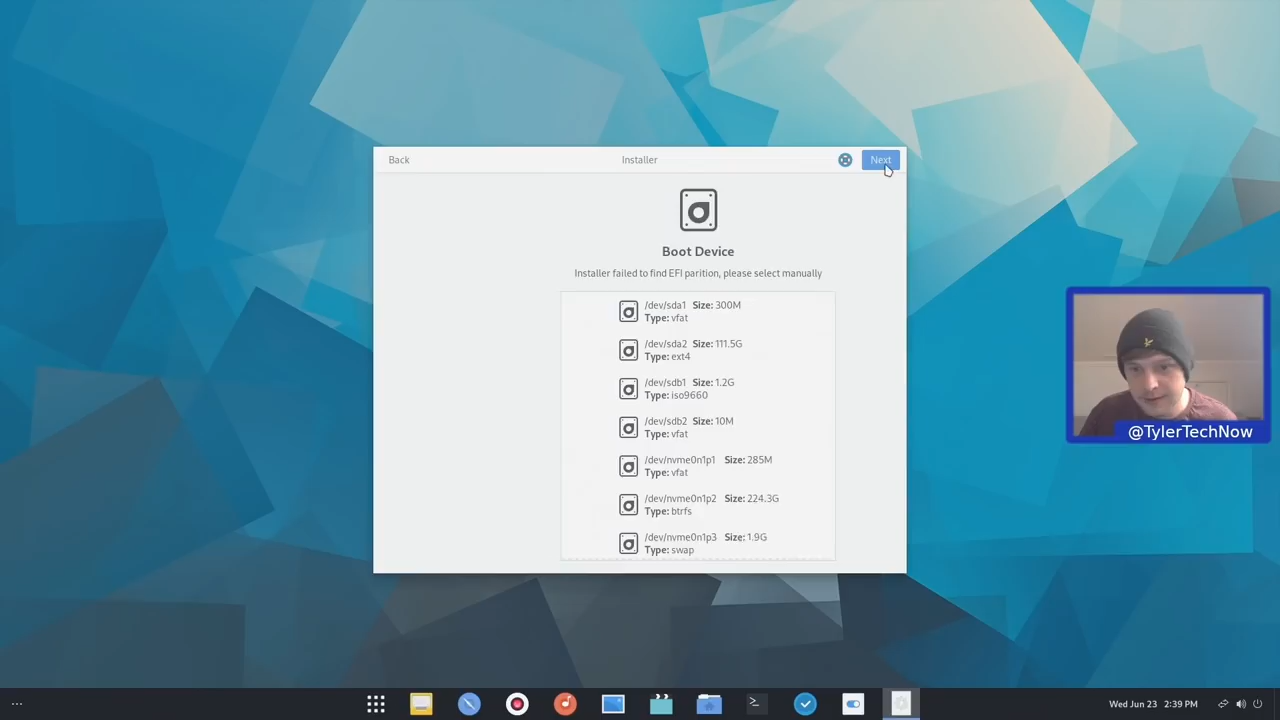 Back
Installer
Next
Boot Device
Installer failed to find EFI parition, please select manually
/dev/sda1 Size: 300M
Type: vfat
/dev/sda2 Size: 111.5G
Type: ext4
/dev/sdb1 Size: 1.2G
Type: iso9660
/dev/sdb2 Size: 10M
Type: vfat
/dev/nvme0n1p1 Size: 285M
Type: vfat
/dev/nvme0n1p2 Size: 224.3G
Type: btrfs
/dev/nvme0n1p3 Size: 1.9G
Type: swap
@TylerTechNow
Wed Jun 23 2:39 PM